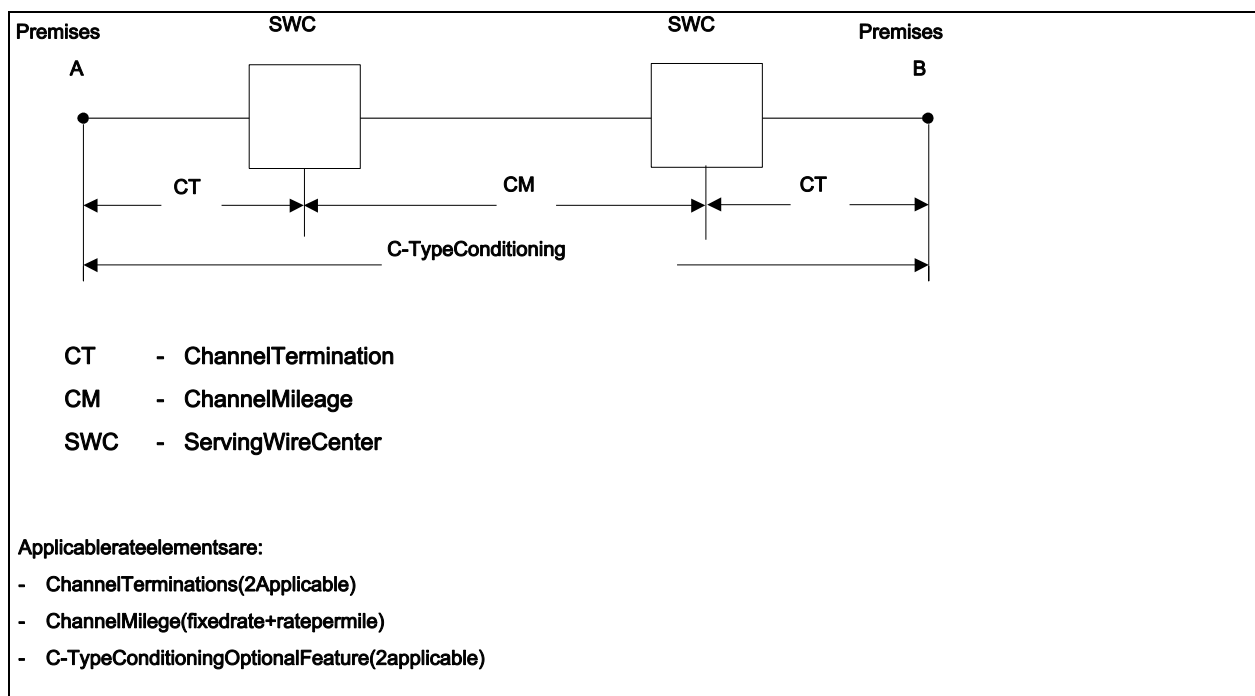 SWC SWC
Premises Premises
A B
CT CM CT
C-TypeConditioning
CT - ChannelTermination
CM - ChannelMileage
SWC - ServingWireCenter
Applicablerateelementsare:
- ChannelTerminations(2Applicable)
- ChannelMilege(fixedrate+ratepermile)
- C-TypeConditioningOptionalFeature(2applicable)